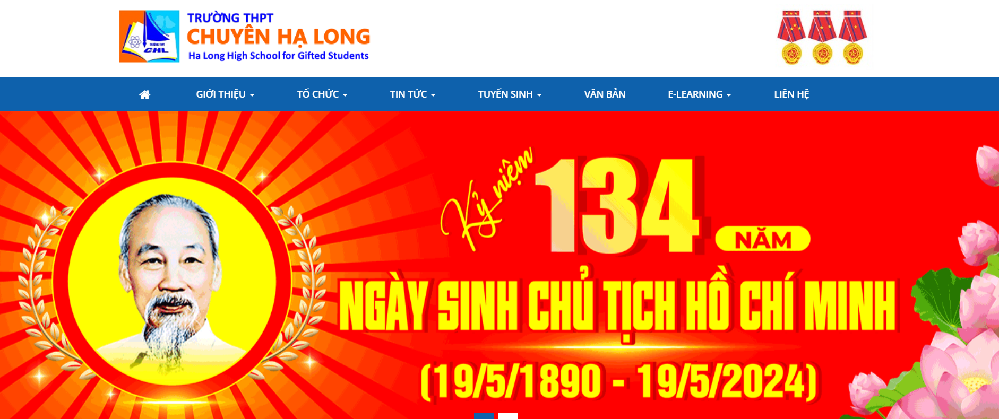 TRƯỜNG THPT
CHUYÊN HẠ LONG
Ha Long High School for Gifted Students
TRƯỜNG THPT
CHL
GIỚI THIỆU
TỔ CHỨC
TIN TỨC
TUYỂN SINH
VĂN BẢN
E-LEARNING
LIÊN HỆ
Kỷ niệm
134
NĂM
NGÀY SINH CHỦ TỊCH HỒ CHÍ MINH
(19/5/1890 - 19/5/2024)